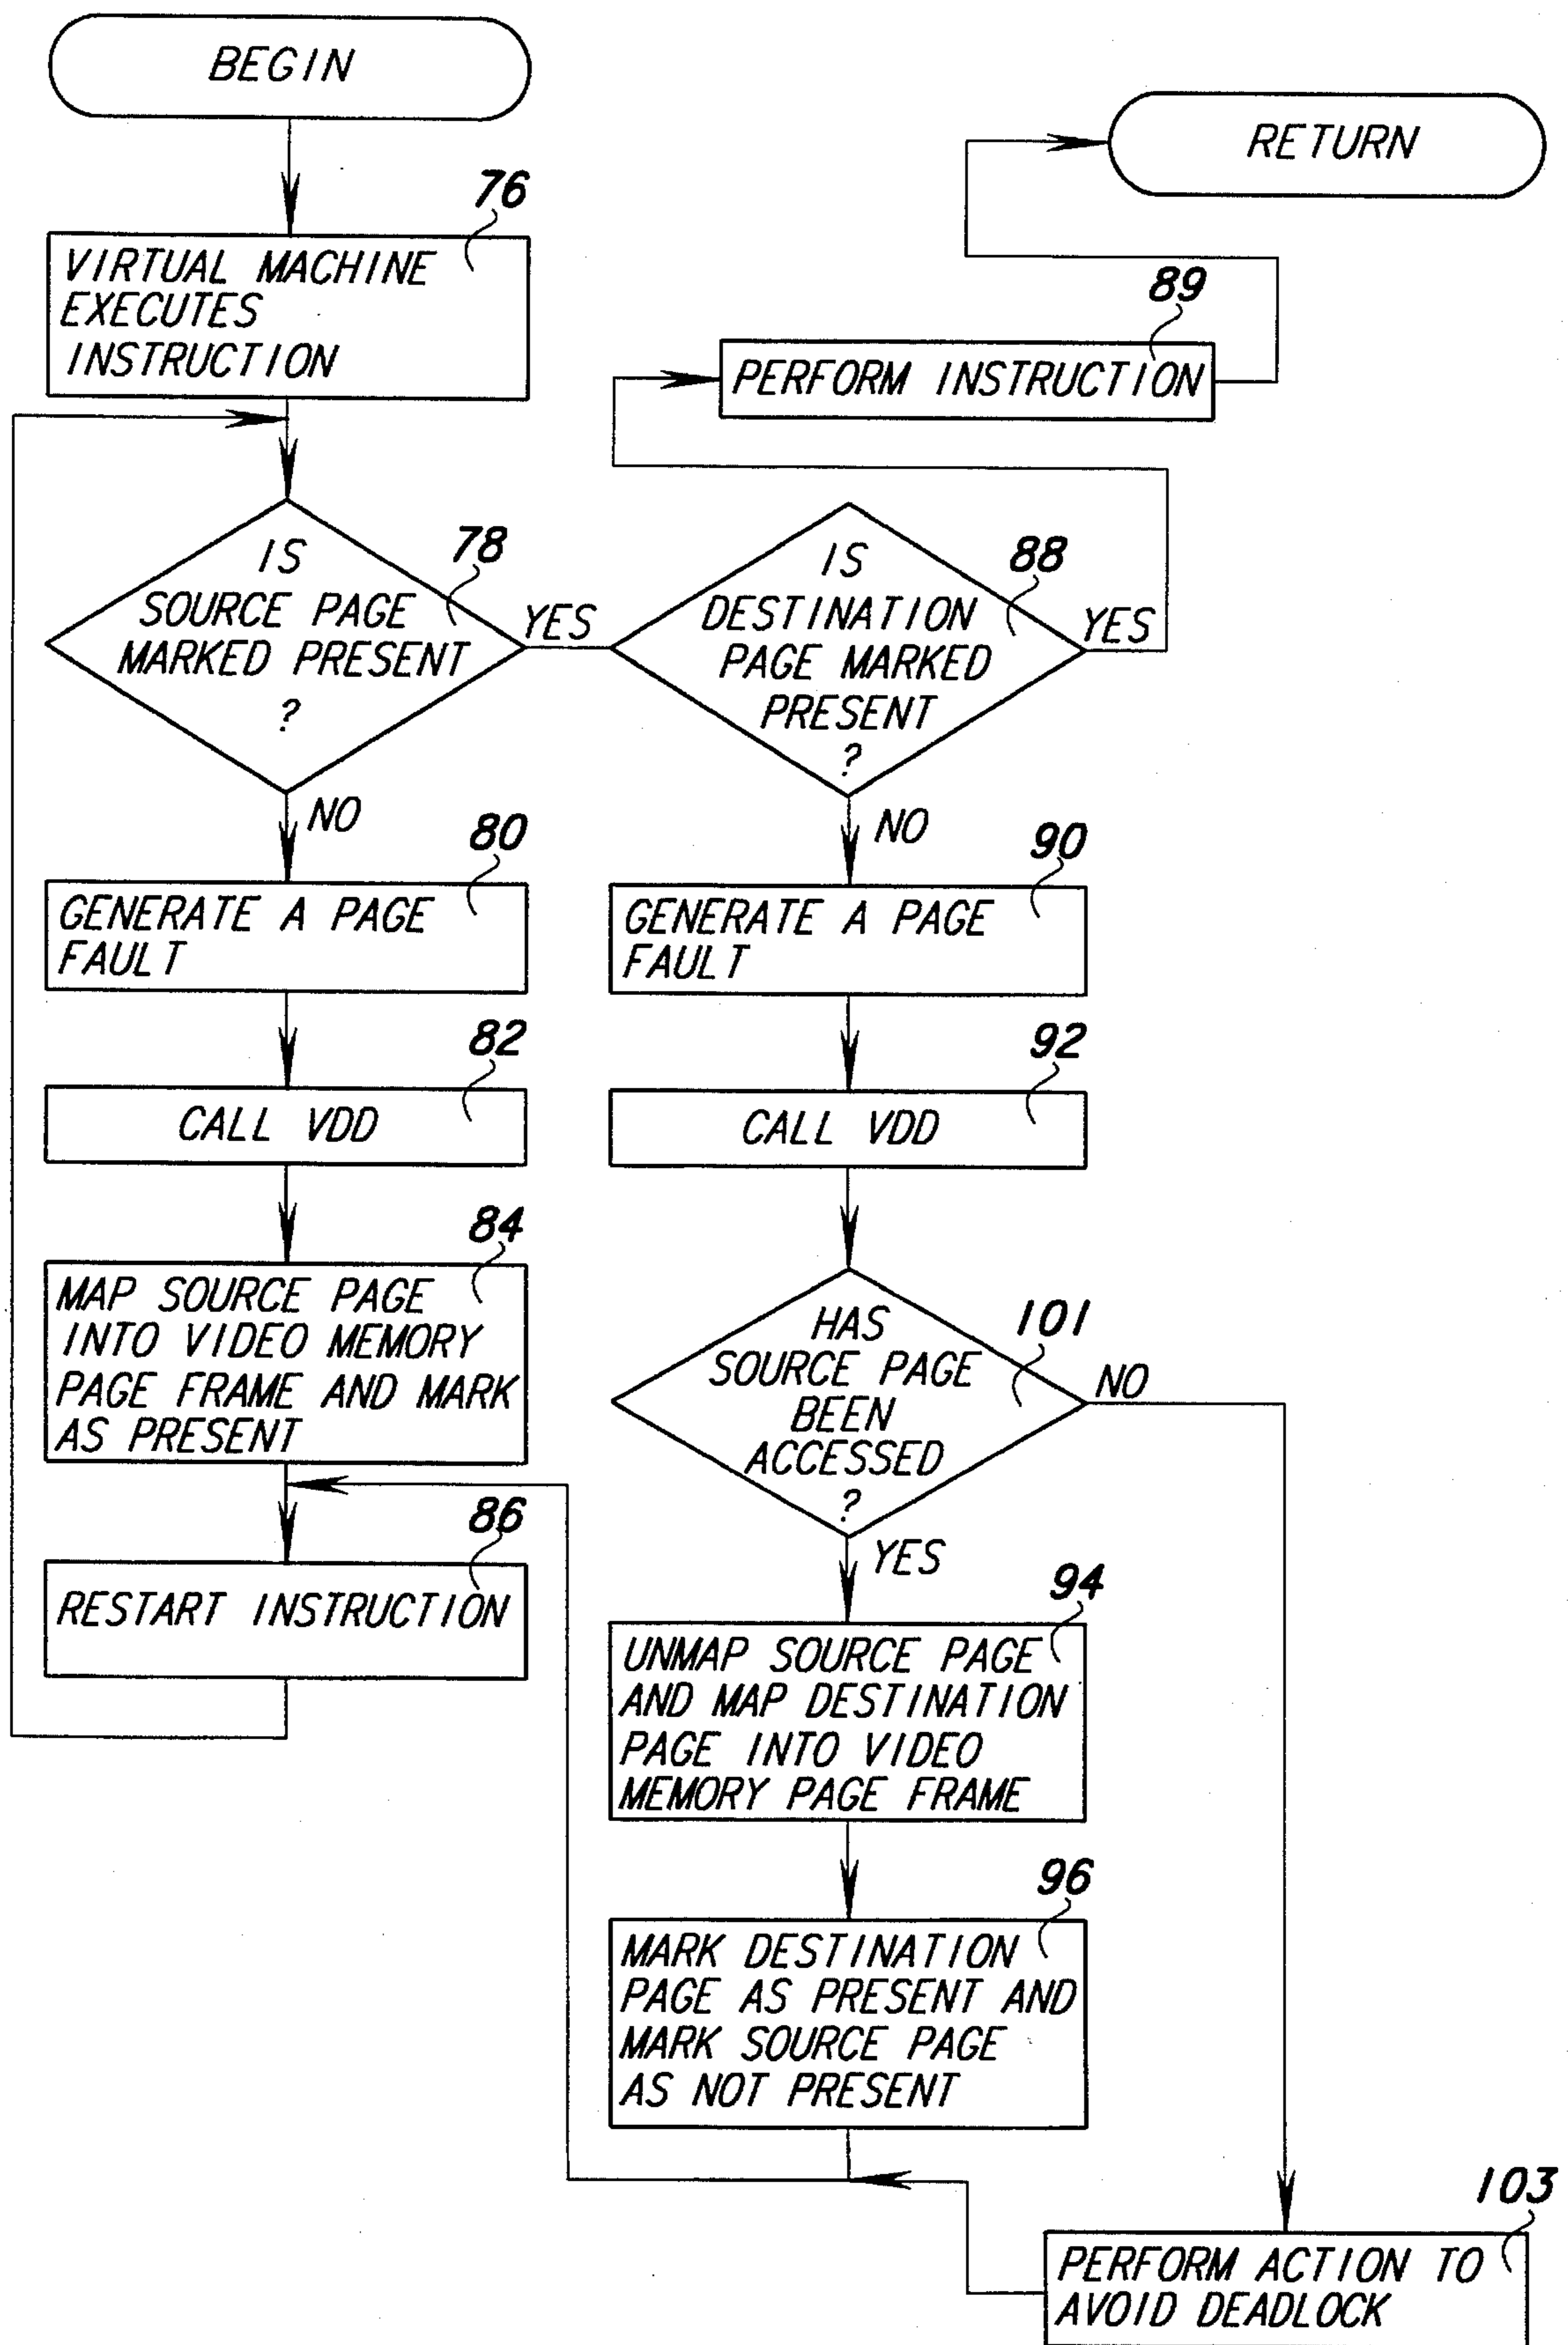 BEGIN
76
VIRTUAL MACHINE
EXECUTES
INSTRUCTION
78
IS
SOURCE PAGE
MARKED PRESENT
?
YES
NO
80
GENERATE A PAGE
FAULT
82
CALL VDD
84
MAP SOURCE PAGE
INTO VIDEO MEMORY
PAGE FRAME AND MARK
AS PRESENT
86
RESTART INSTRUCTION
RETURN
89
PERFORM INSTRUCTION
88
IS
DESTINATION
PAGE MARKED
PRESENT
?
YES
NO
90
GENERATE A PAGE
FAULT
92
CALL VDD
101
HAS
SOURCE PAGE
BEEN
ACCESSED
?
NO
YES
94
UNMAP SOURCE PAGE
AND MAP DESTINATION
PAGE INTO VIDEO
MEMORY PAGE FRAME
96
MARK DESTINATION
PAGE AS PRESENT AND
MARK SOURCE PAGE
AS NOT PRESENT
103
PERFORM ACTION TO
AVOID DEADLOCK